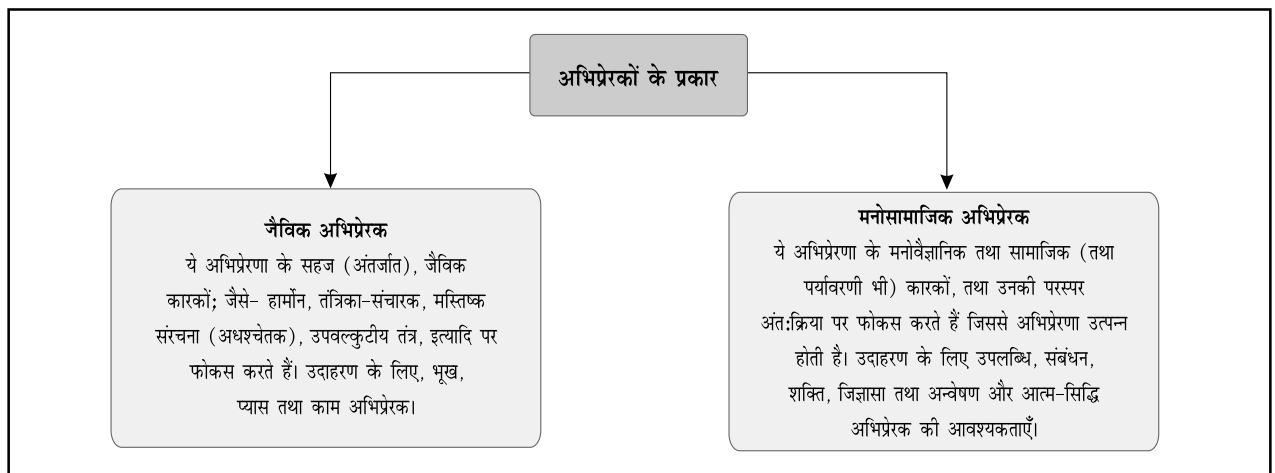 अभिप्रेरकों के प्रकार
जैविक अभिप्रेरक
ये अभिप्रेरणा के सहज (अंतर्जात), जैविक
कारकों; जैसे- हार्मोन, तंत्रिका-संचारक, मस्तिष्क
संरचना (अधश्चेतक), उपवल्कुटीय तंत्र, इत्यादि पर
फोकस करते हैं। उदाहरण के लिए, भूख,
प्यास तथा काम अभिप्रेरक।
मनोसामाजिक अभिप्रेरक
ये अभिप्रेरणा के मनोवैज्ञानिक तथा सामाजिक (तथा
पर्यावरणी भी) कारकों, तथा उनकी परस्पर
अंत:क्रिया पर फोकस करते हैं जिससे अभिप्रेरणा उत्पन्न
होती है। उदाहरण के लिए उपलब्धि, संबंधन,
शक्ति, जिज्ञासा तथा अन्वेषण और आत्म-सिद्धि
अभिप्रेरक की आवश्यकताएँ।